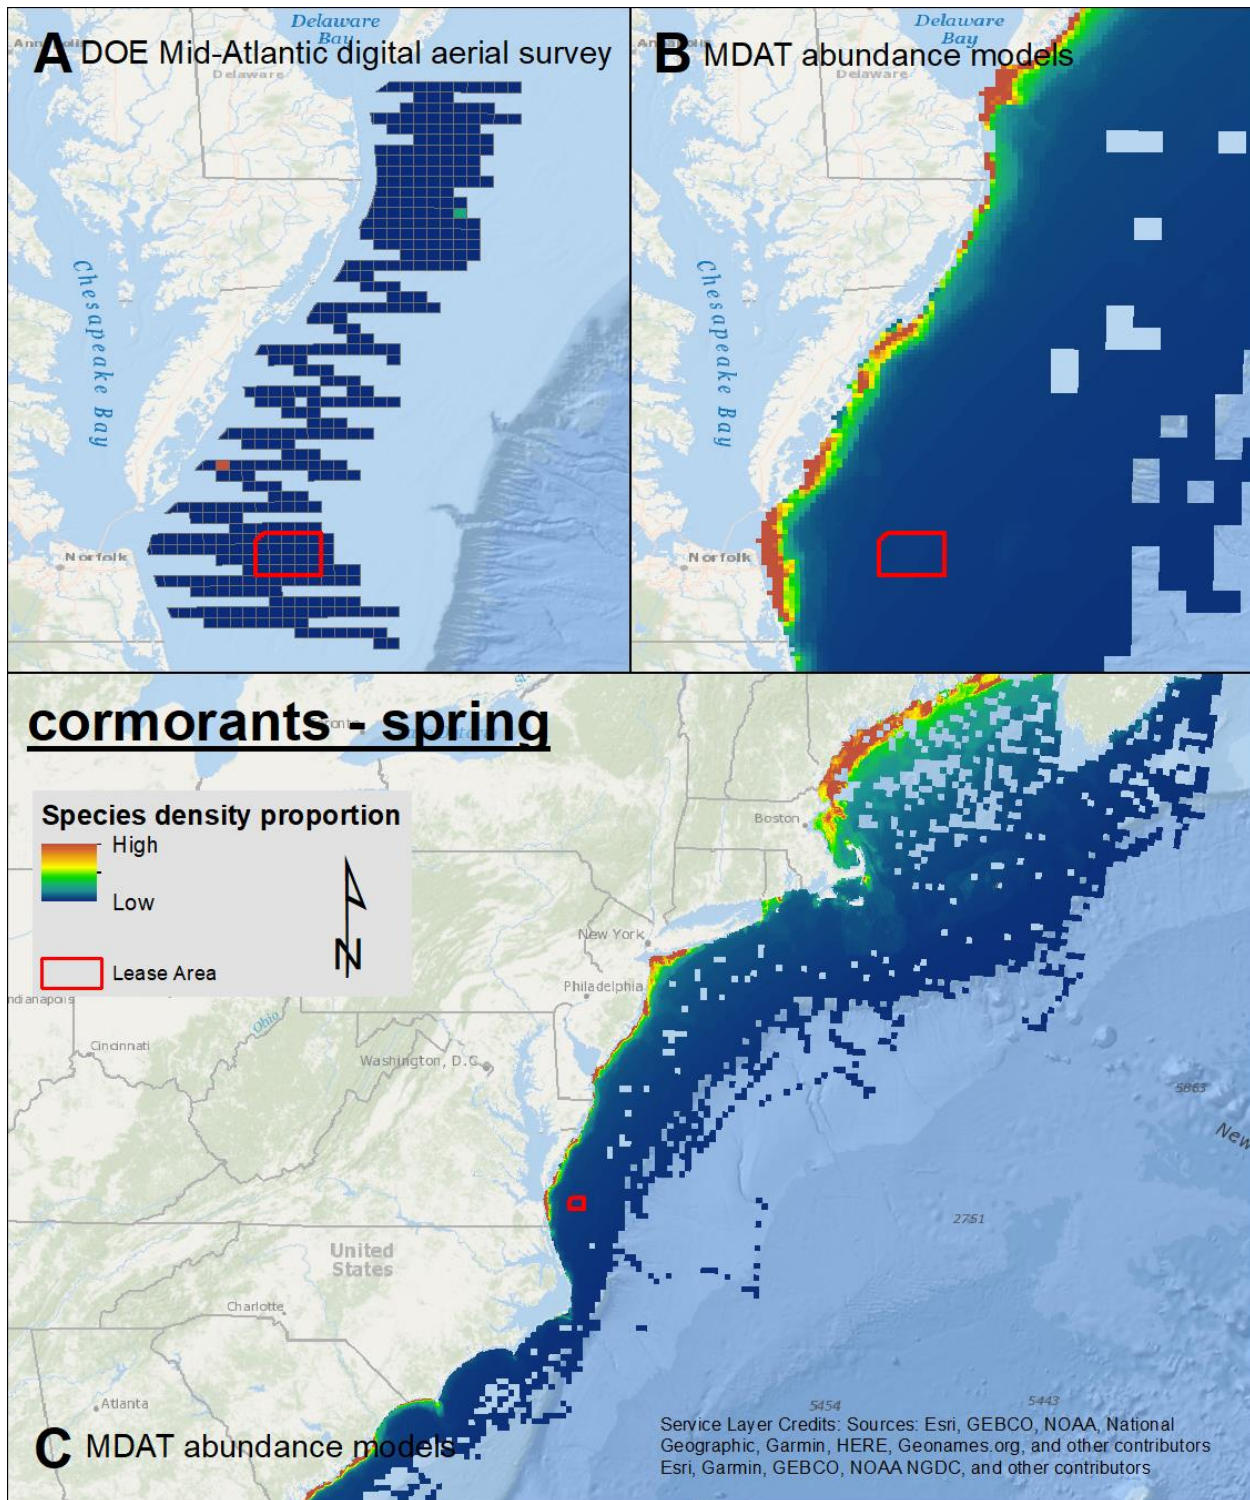 Delaware
Bay
A DOE Mid-Atlantic digital aerial survey
Delaware
Chesapeake Bay
Norfolk
Delaware
Bay
B MDAT abundance models
Delaware
Chesapeake Bay
Norfolk
cormorants - spring
Species density proportion
High
Low
N
Lease Area
Boston
New York
Philadelphia
ndianapolis
Ohio
Cincinnati
Washington, D.C.
5863
New
2751
United
States
Charlotte
Atlanta
5454
5443
C MDAT abundance models
Service Layer Credits: Sources: Esri, GEBCO, NOAA, National
Geographic, Garmin, HERE, Geonames.org, and other contributors
Esri, Garmin, GEBCO, NOAA NGDC, and other contributors